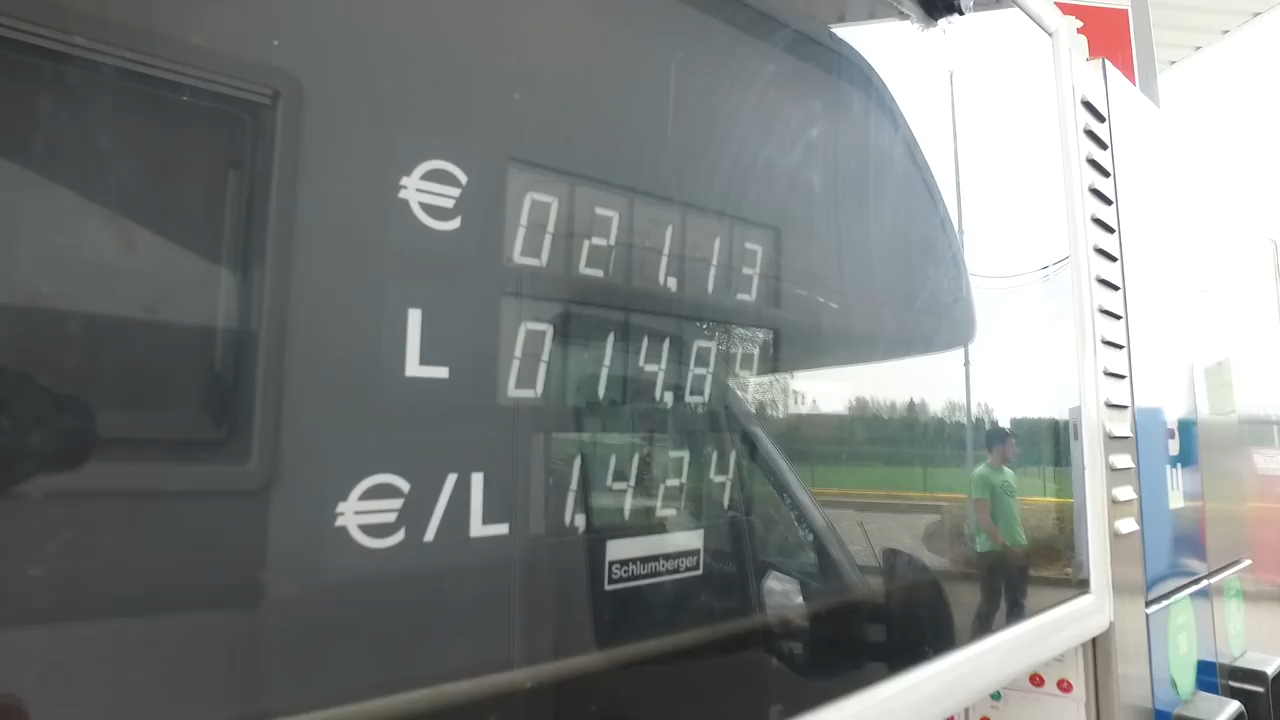 € 021,13
L 014,8
€/L 1,424
Schlumberger